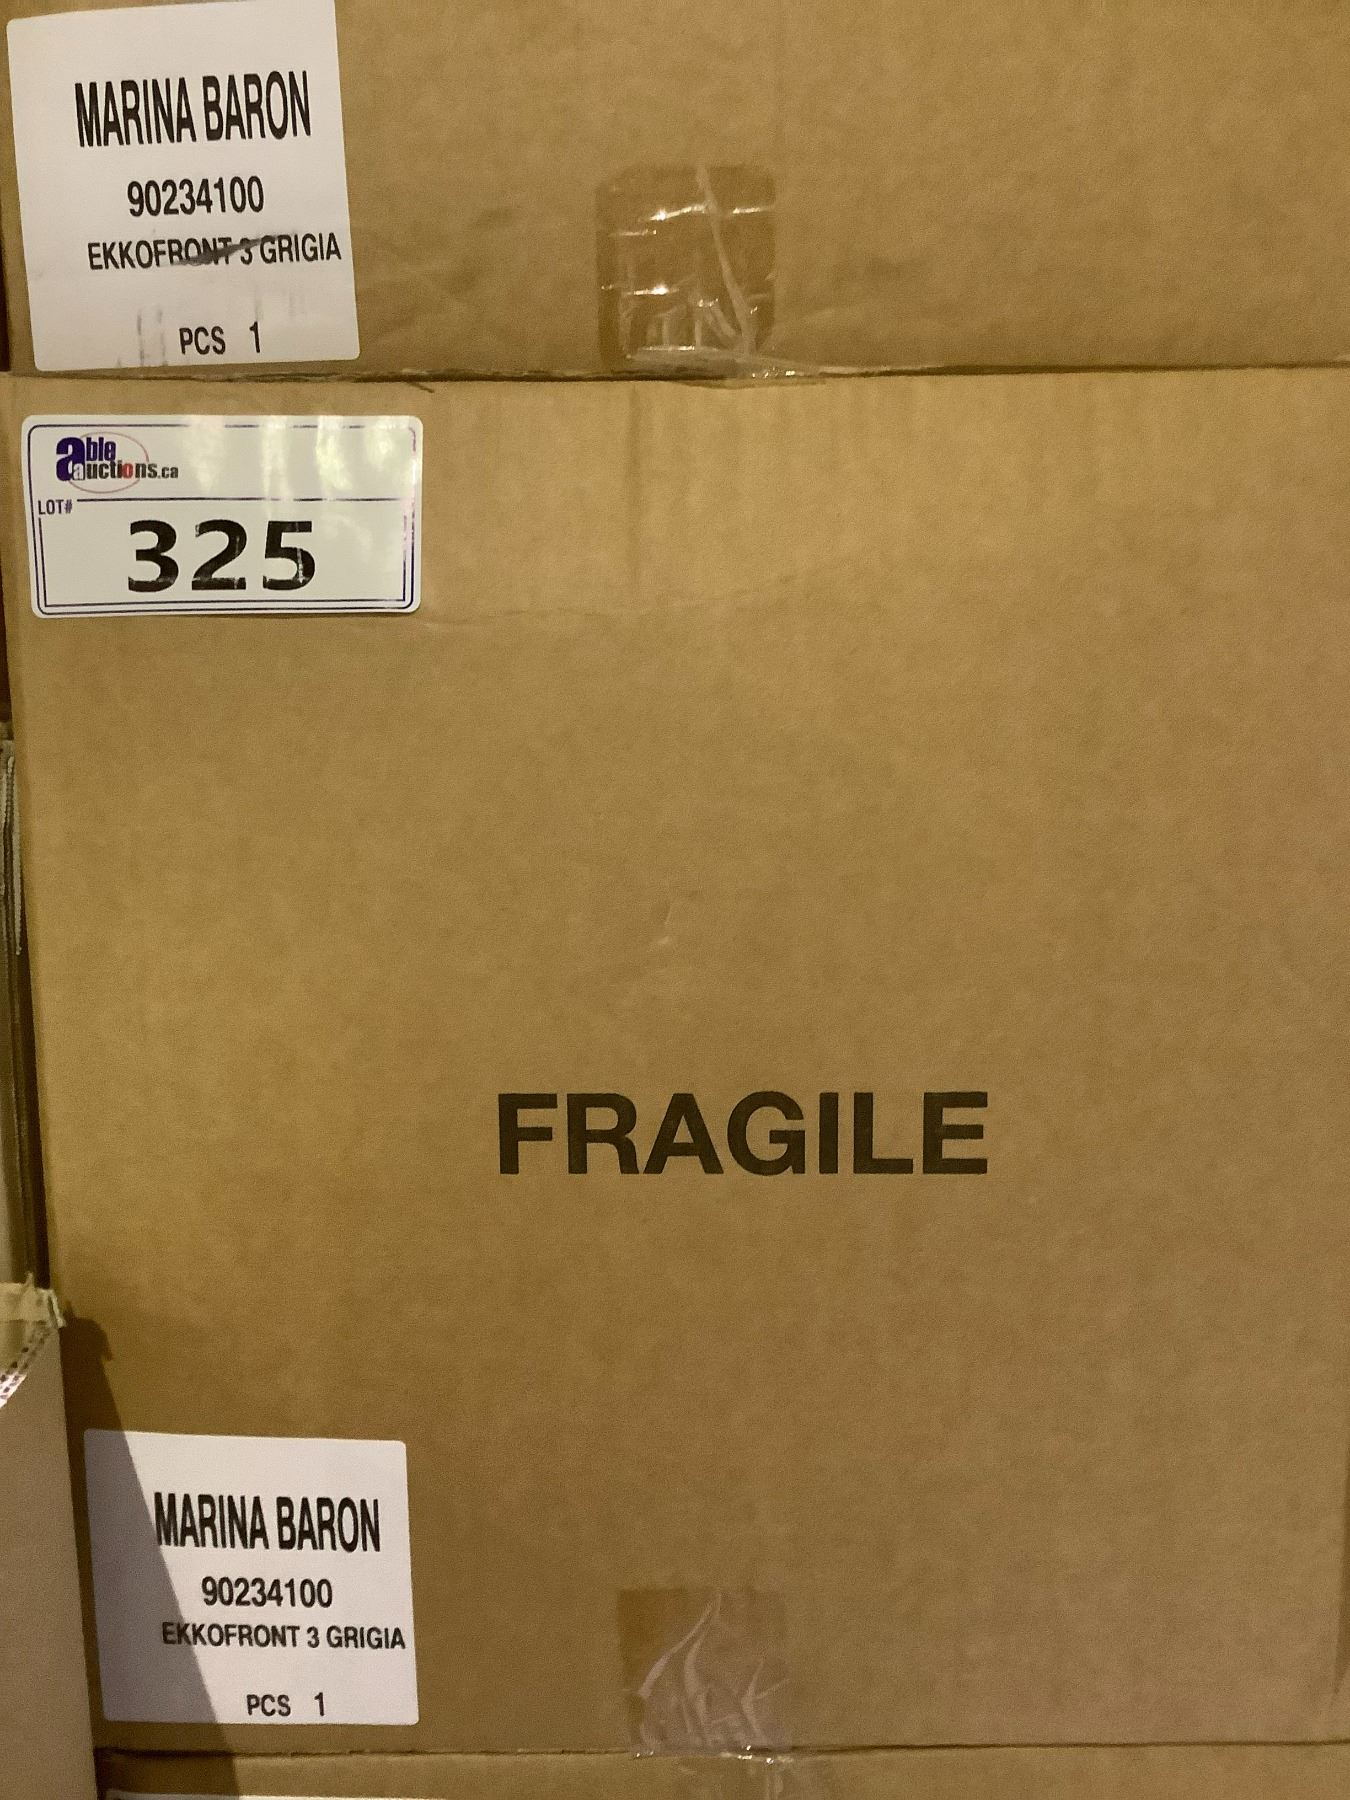 MARINA BARON
90234100
EKKOFRONT 3 GRIGIA
PCS 1
able
auctions.ca
LOT#
325
FRAGILE
MARINA BARON
90234100
EKKOFRONT 3 GRIGIA
PCS 1